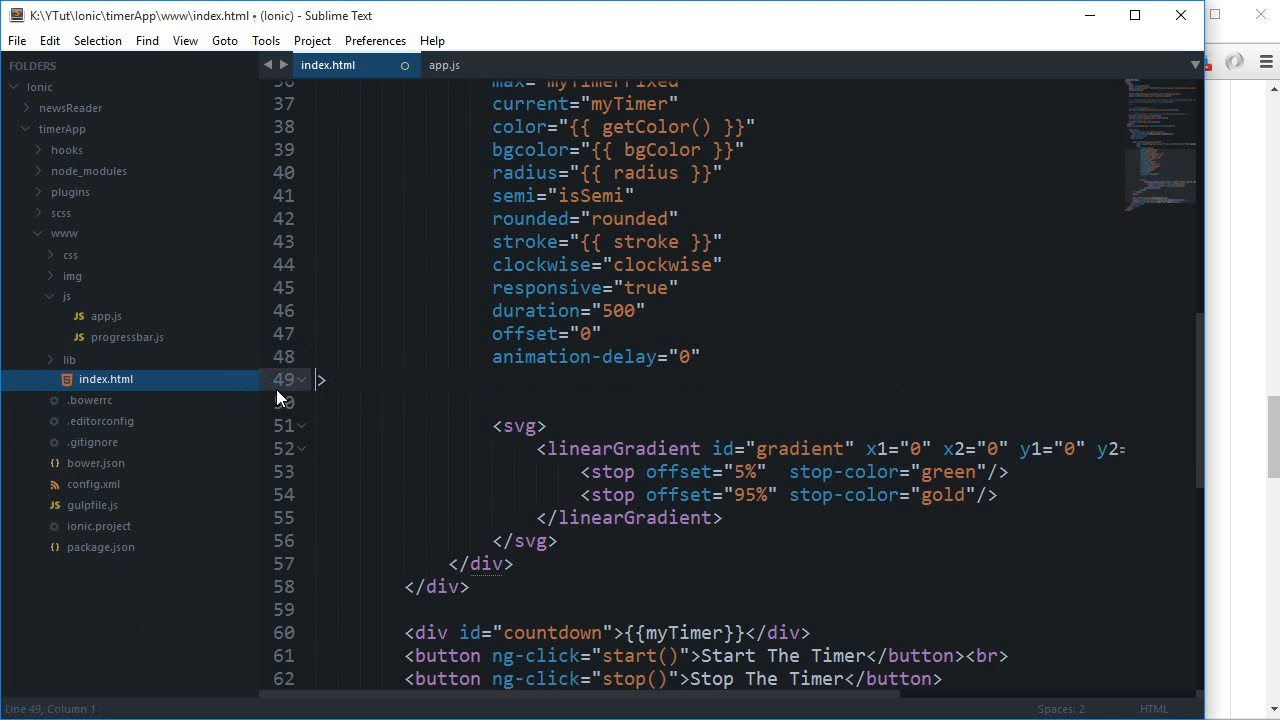 K:\YTut\Ionic\timerApp\www\index.html • (Ionic) - Sublime Text
File Edit Selection Find View Goto Tools Project Preferences Help
FOLDERS
Ionic
newsReader
timerApp
hooks
node_modules
plugins
scss
www
css
img
js
JS app.js
JS progressbar.js
lib
index.html
.bowerrc
.editorconfig
.gitignore
bower.json
config.xml
gulpfile.js
ionic.project
package.json
index.html
app.js
36 max="myTimerFixed"
37 current="myTimer"
38 color="{{ getColor() }}"
39 bgcolor="{{ bgColor }}"
40 radius="{{ radius }}"
41 semi="isSemi"
42 rounded="rounded"
43 stroke="{{ stroke }}"
44 clockwise="clockwise"
45 responsive="true"
46 duration="500"
47 offset="0"
48 animation-delay="0"
49 >
50
51 <svg>
52 <linearGradient id="gradient" x1="0" x2="0" y1="0" y2=
53 <stop offset="5%" stop-color="green"/>
54 <stop offset="95%" stop-color="gold"/>
55 </linearGradient>
56 </svg>
57 </div>
58 </div>
59
60 <div id="countdown">{{myTimer}}</div>
61 <button ng-click="start()">Start The Timer</button><br>
62 <button ng-click="stop()">Stop The Timer</button>
Line 49, Column 1
Spaces: 2
HTML